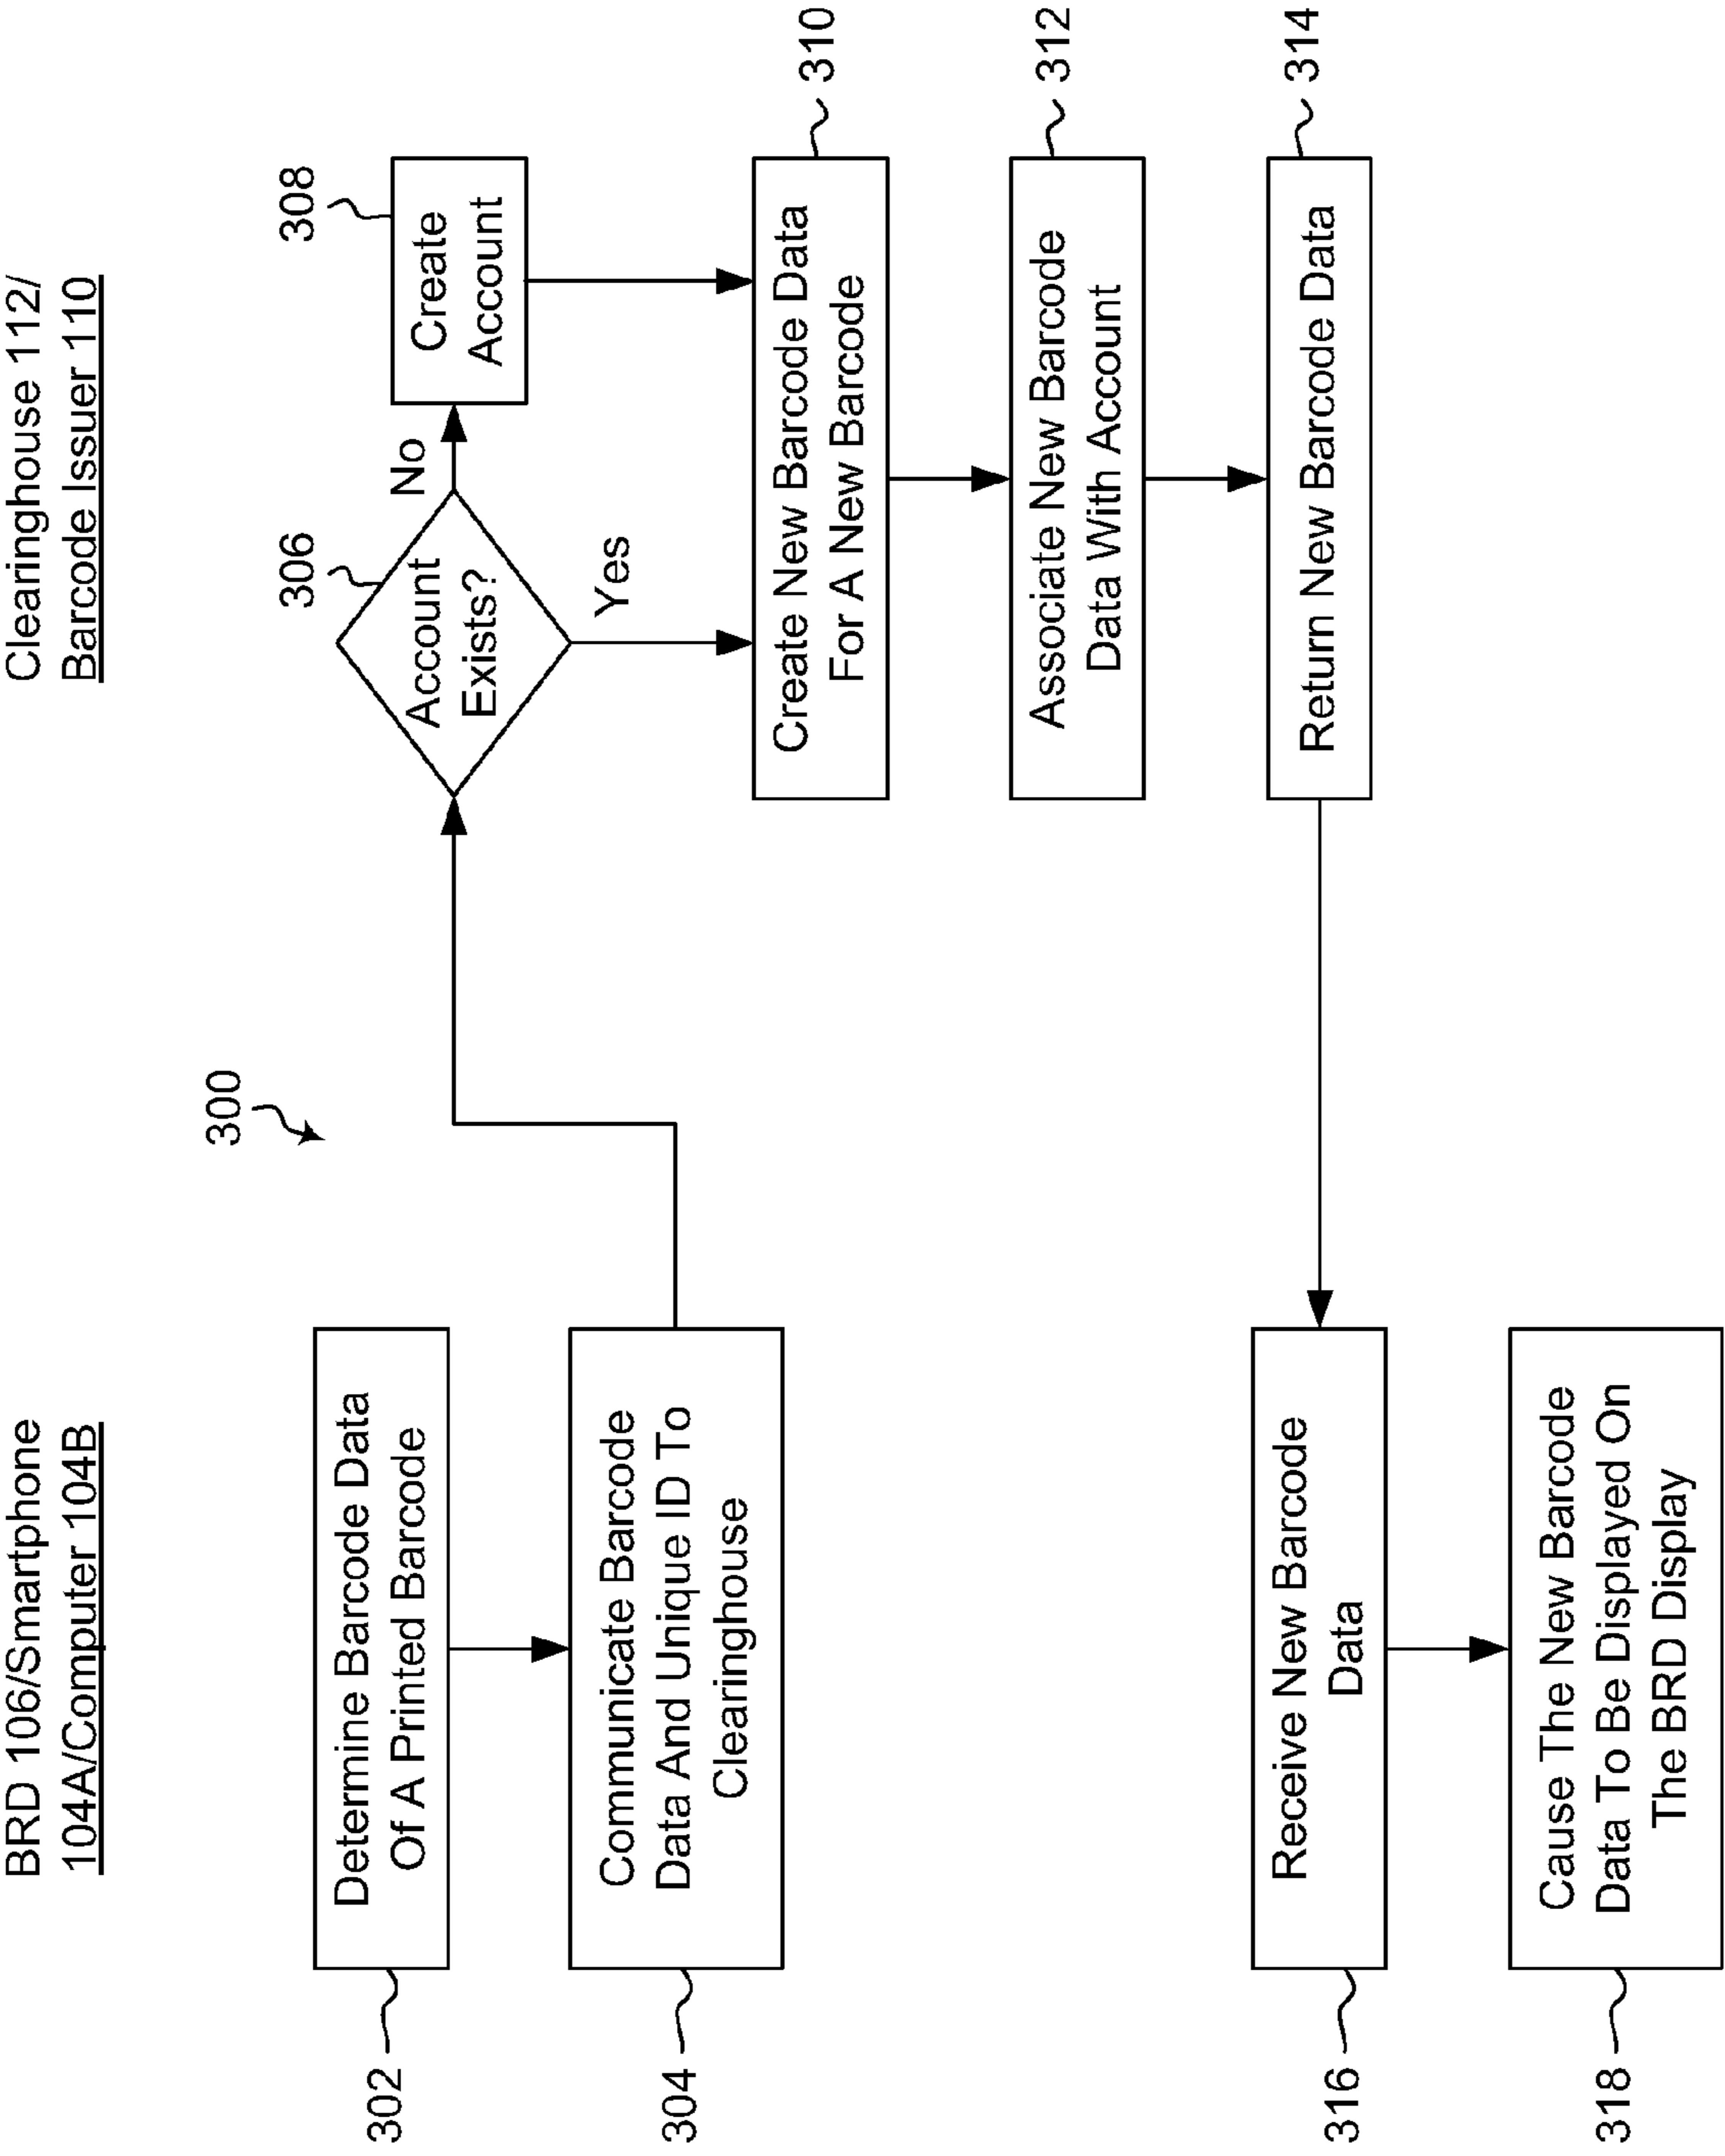 BRD 106/Smartphone
104A/Computer 104B
Clearinghouse 112/
Barcode Issuer 110
300
302
Determine Barcode Data
Of A Printed Barcode
304
Communicate Barcode
Data And Unique ID To
Clearinghouse
306
Account
Exists?
No
Yes
308
Create
Account
Create New Barcode Data
For A New Barcode
310
Associate New Barcode
Data With Account
312
Return New Barcode Data
314
316
Receive New Barcode
Data
318
Cause The New Barcode
Data To Be Displayed On
The BRD Display